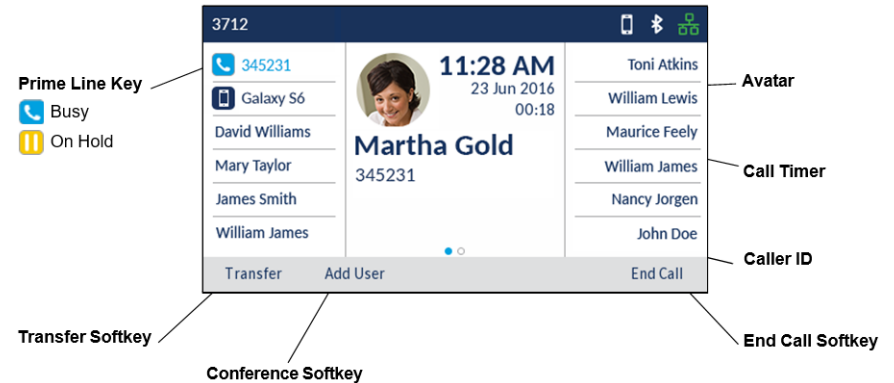 3712
Prime Line Key
Busy
On Hold
345231
Galaxy S6
David Williams
Mary Taylor
James Smith
William James
11:28 AM
23 Jun 2016
00:18
Martha Gold
345231
Toni Atkins
William Lewis
Maurice Feely
William James
Nancy Jorgen
John Doe
Transfer
Add User
End Call
Avatar
Call Timer
Caller ID
Transfer Softkey
Conference Softkey
End Call Softkey